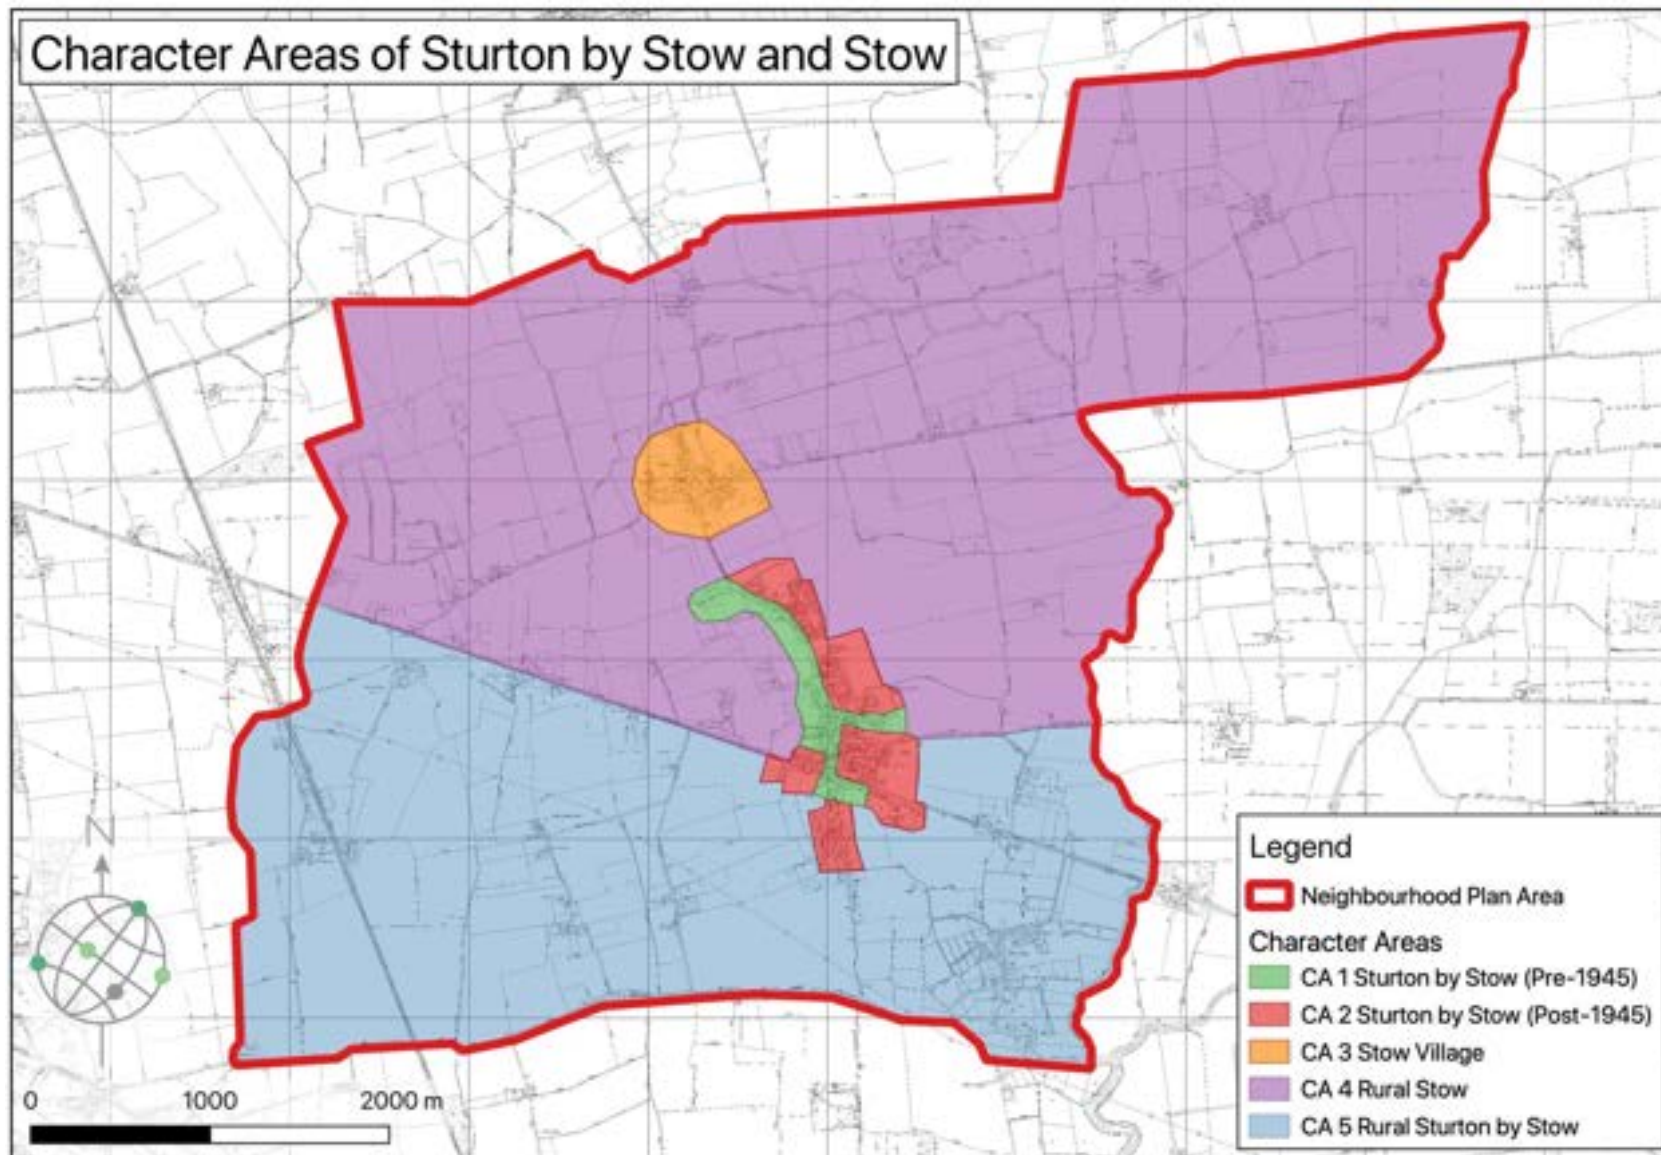 Character Areas of Sturton by Stow and Stow
N
0 1000 2000 m
Legend
Neighbourhood Plan Area
Character Areas
CA 1 Sturton by Stow (Pre-1945)
CA 2 Sturton by Stow (Post-1945)
CA 3 Stow Village
CA 4 Rural Stow
CA 5 Rural Sturton by Stow